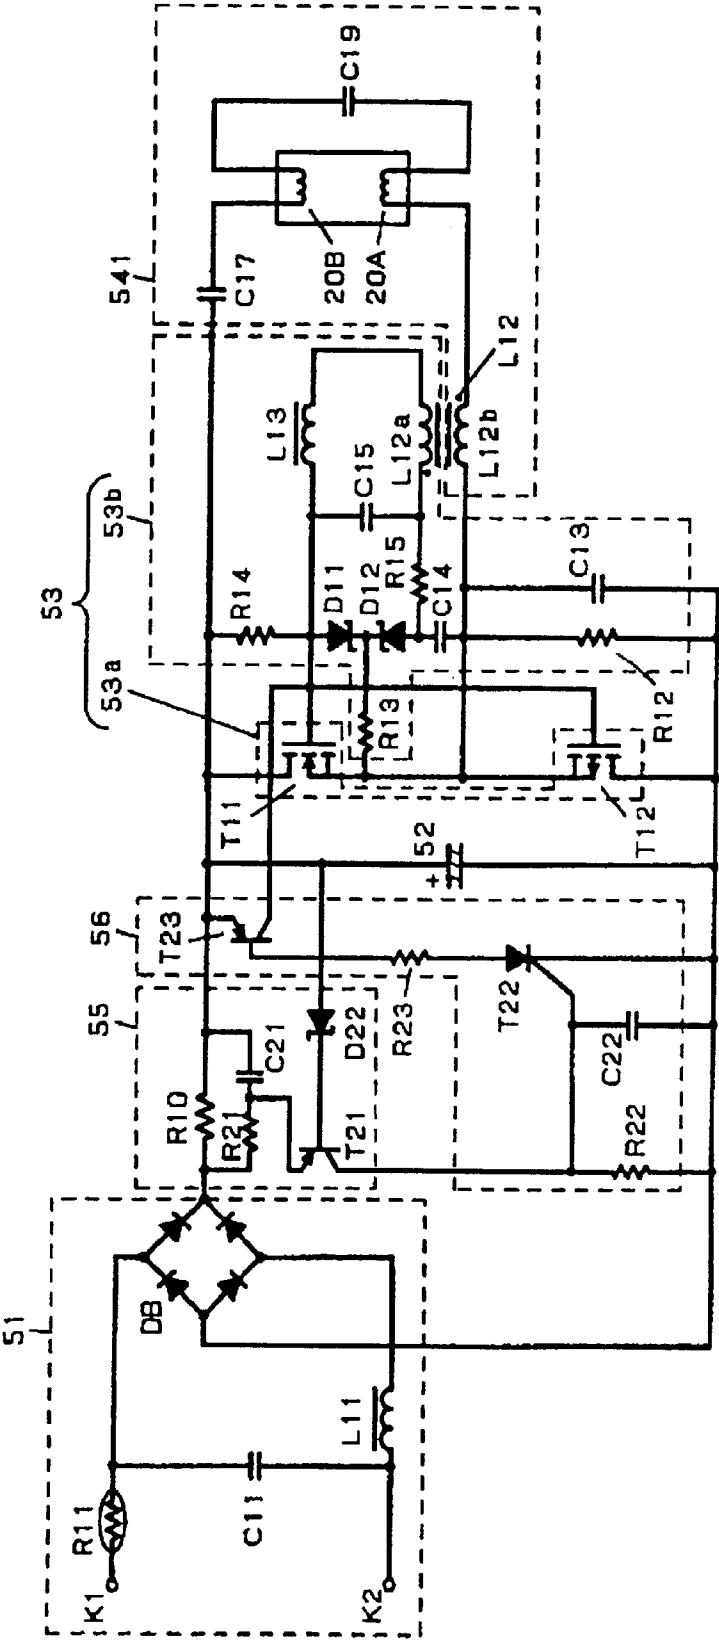 51
K1
R11
K2
C11
L11
DB
55
R10
R21
C21
T21
D22
R22
C22
56
T23
R23
T22
52
+
53
53a
53b
T11
T12
R13
R12
R14
D11
D12
R15
C14
C13
L13
C15
L12a
L12b
L12
541
C17
20B
20A
C19